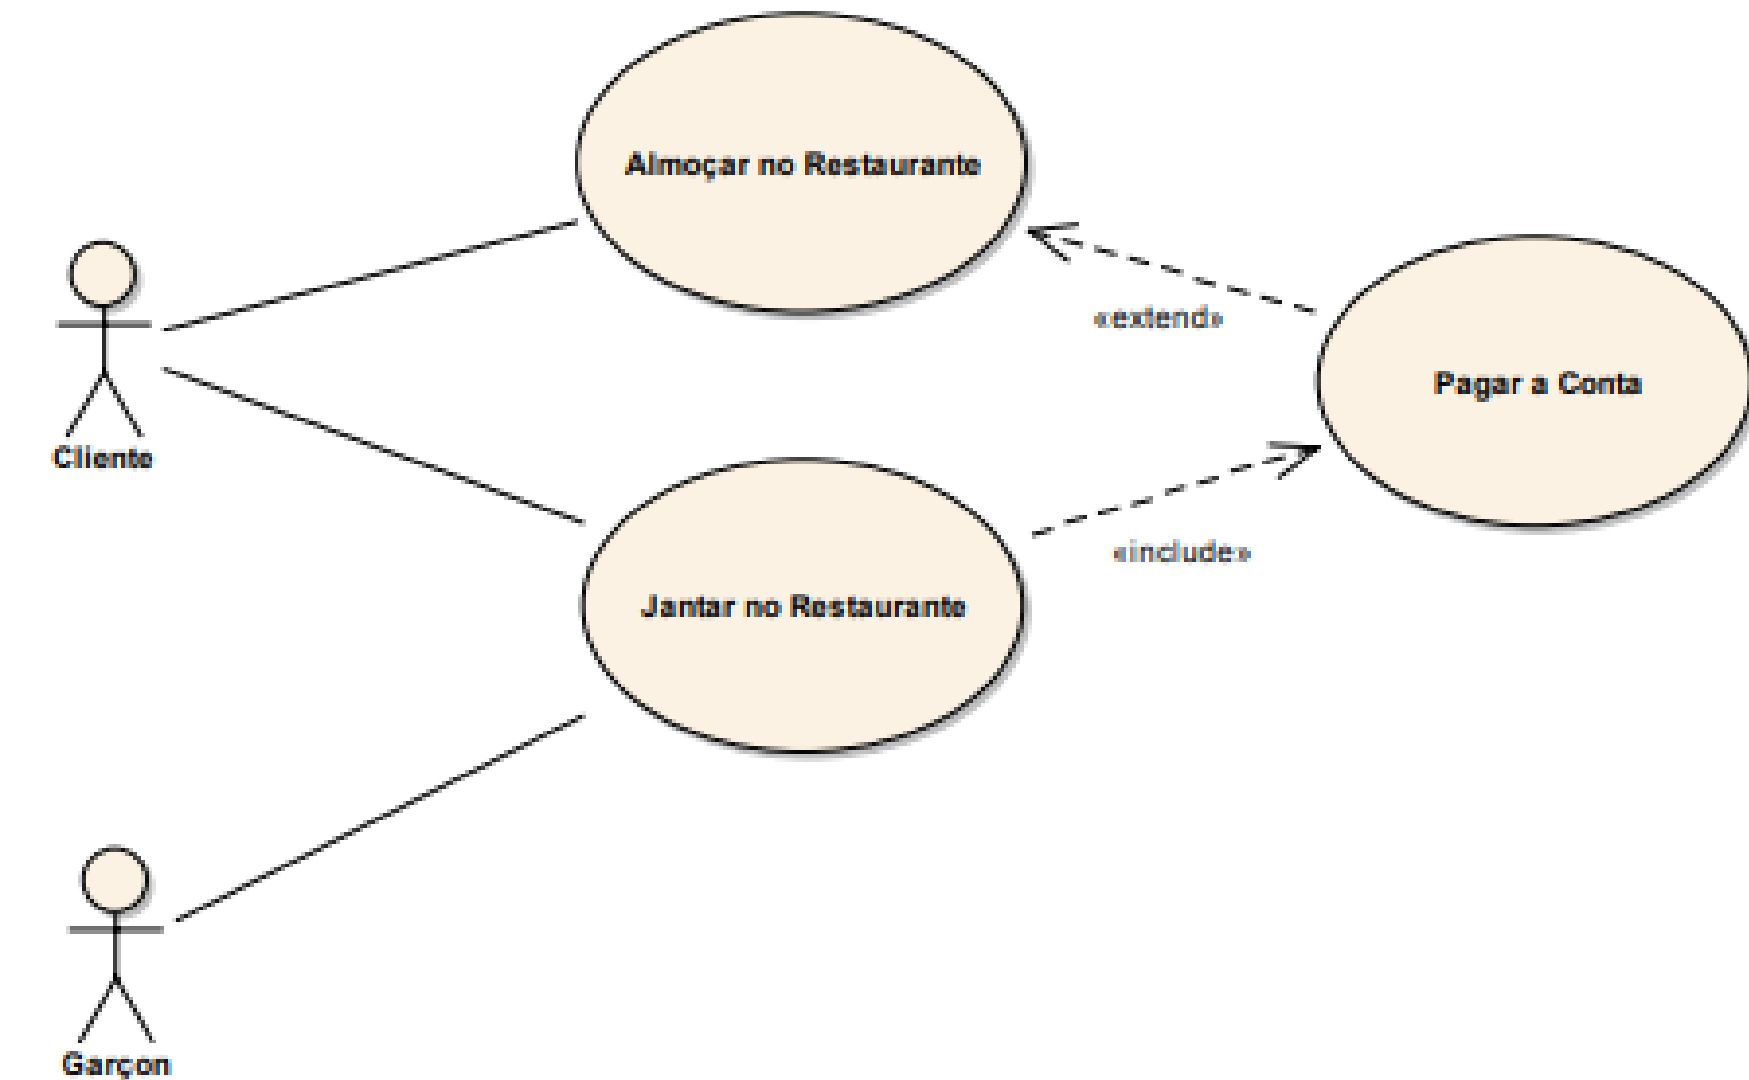 Almoçar no Restaurante
«extend»
Pagar a Conta
Cliente
«include»
Jantar no Restaurante
Garçon